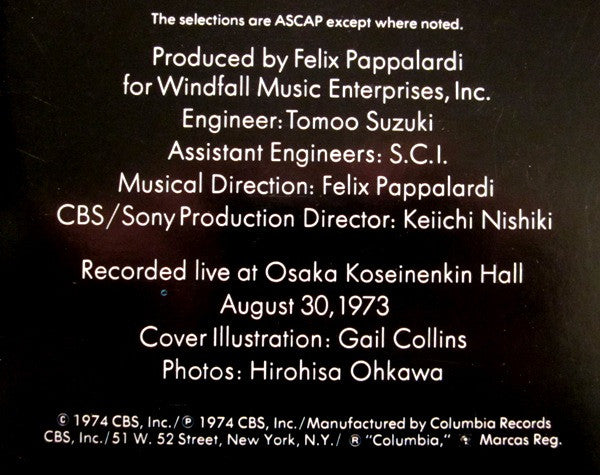 The selections are ASCAP except where noted.
Produced by Felix Pappalardi
for Windfall Music Enterprises, Inc.
Engineer: Tomoo Suzuki
Assistant Engineers: S.C.I.
Musical Direction: Felix Pappalardi
CBS/Sony Production Director: Keiichi Nishiki
Recorded live at Osaka Koseinenkin Hall
August 30, 1973
Cover Illustration: Gail Collins
Photos: Hirohisa Ohkawa
© 1974 CBS, Inc./℗ 1974 CBS, Inc./Manufactured by Columbia Records
CBS, Inc./51 W. 52 Street, New York, N.Y./ ® "Columbia," Marcas Reg.